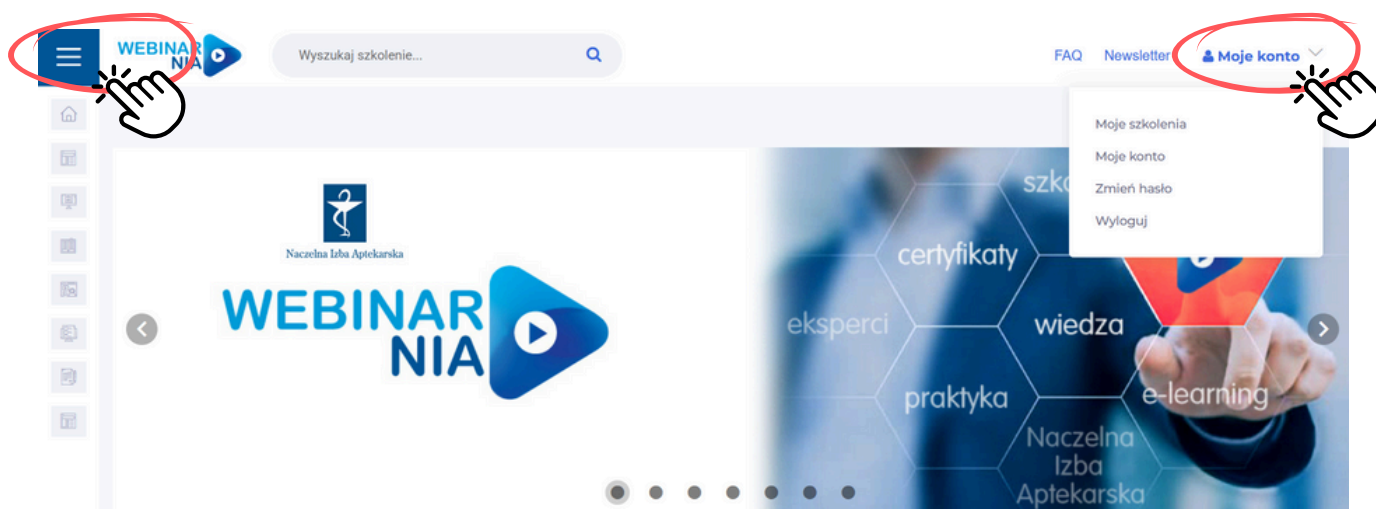 WEBINAR
NIA
Wyszukaj szkolenie...
FAQ
Newsletter
Moje konto
Moje szkolenia
Moje konto
Zmień hasło
Wyloguj
Naczelna Izba Aptekarska
WEBINAR
NIA
certyfikaty
eksperci
wiedza
praktyka
e-learning
Naczelna
Izba
Aptekarska